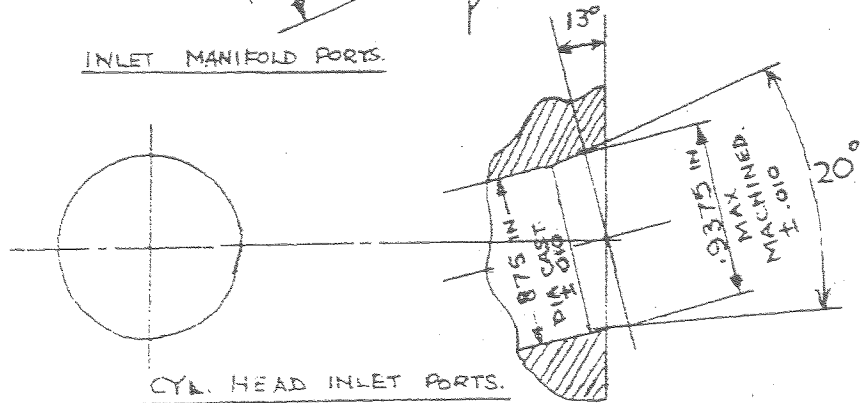 INLET MANIFOLD PORTS.
13°
.875 IN
DIA CAST.
± .010
.9375 IN
MAX
MACHINED.
± .010
20°
CYL. HEAD INLET PORTS.